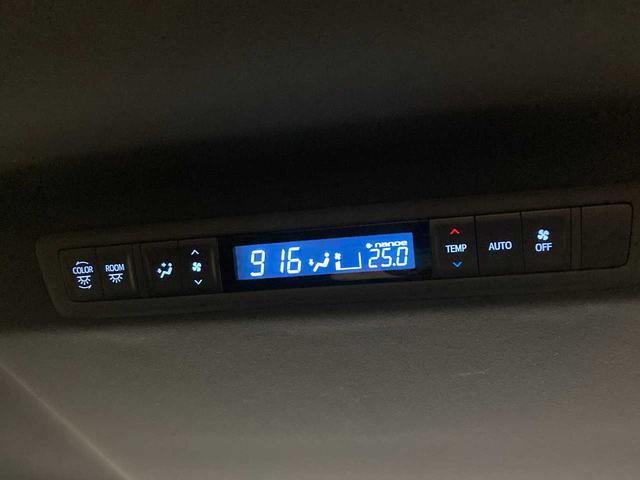 COLOR
ROOM
9 16
nanoe
25.0
TEMP
AUTO
OFF